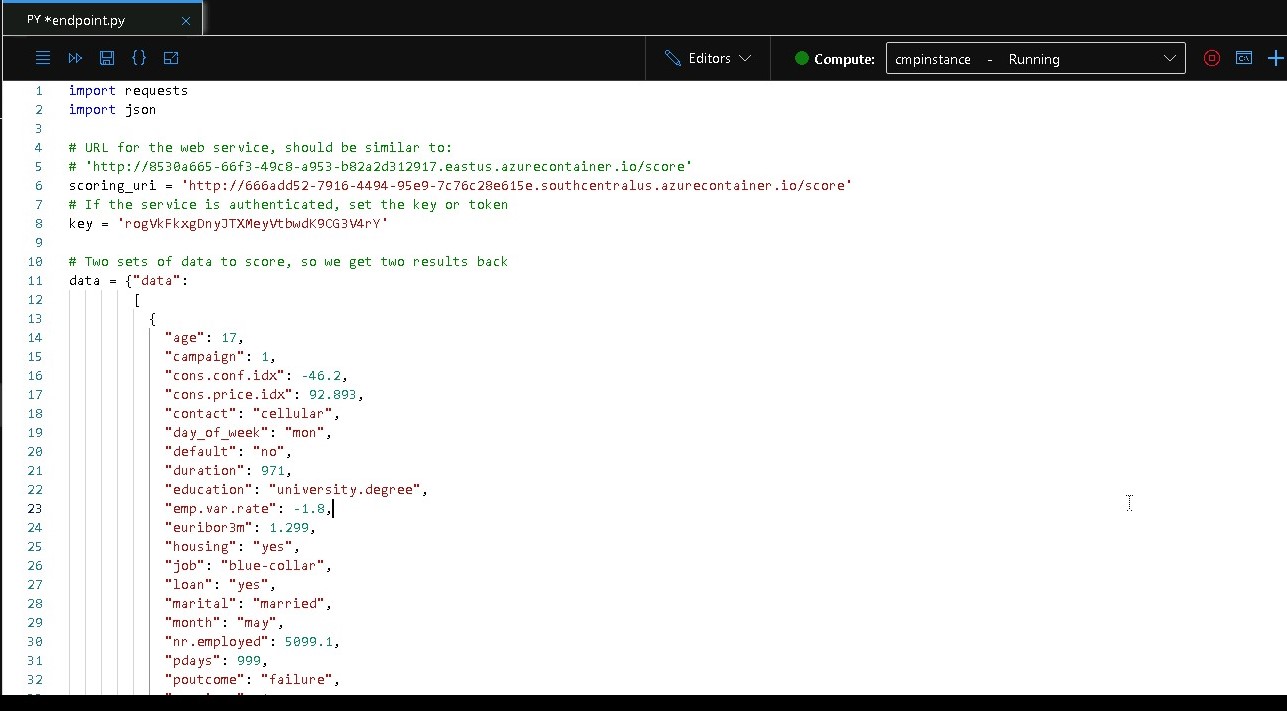 PY *endpoint.py
Editors
Compute:
cmpinstance - Running
1 import requests
2 import json
3
4 # URL for the web service, should be similar to:
5 # 'http://8530a665-66f3-49c8-a953-b82a2d312917.eastus.azurecontainer.io/score'
6 scoring_uri = 'http://666add52-7916-4494-95e9-7c76c28e615e.southcentralus.azurecontainer.io/score'
7 # If the service is authenticated, set the key or token
8 key = 'rogVkFkxgDnyJTXMeyVtbwdK9CG3V4rY'
9
10 # Two sets of data to score, so we get two results back
11 data = {"data":
12 [
13 {
14 "age": 17,
15 "campaign": 1,
16 "cons.conf.idx": -46.2,
17 "cons.price.idx": 92.893,
18 "contact": "cellular",
19 "day_of_week": "mon",
20 "default": "no",
21 "duration": 971,
22 "education": "university.degree",
23 "emp.var.rate": -1.8,
24 "euribor3m": 1.299,
25 "housing": "yes",
26 "job": "blue-collar",
27 "loan": "yes",
28 "marital": "married",
29 "month": "may",
30 "nr.employed": 5099.1,
31 "pdays": 999,
32 "poutcome": "failure",